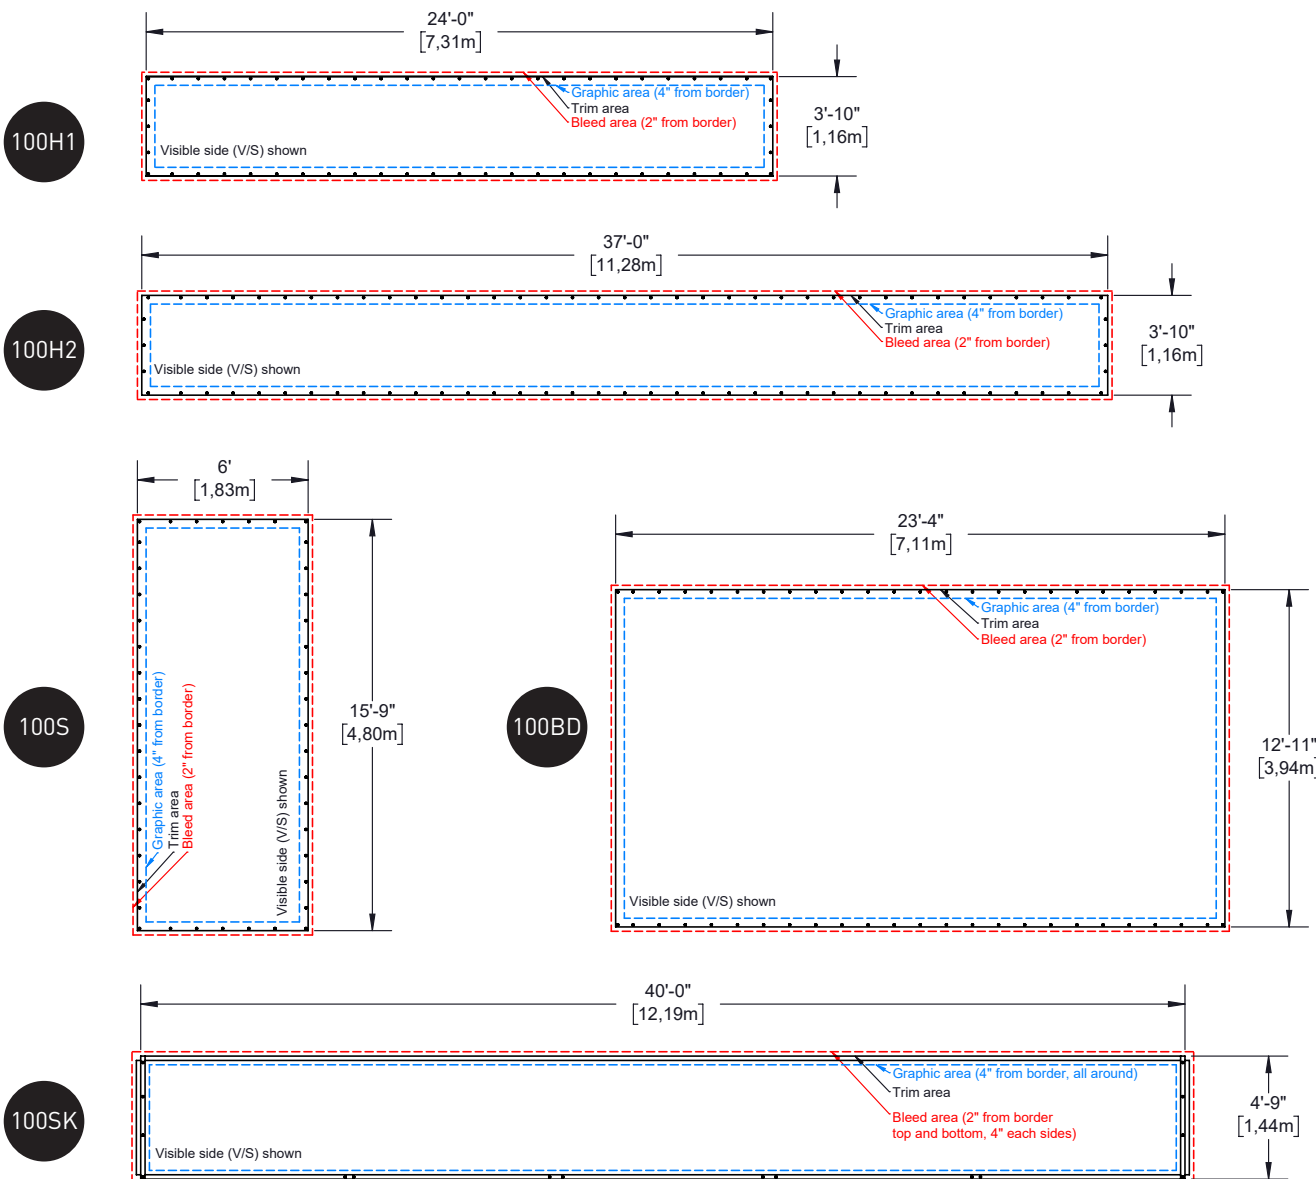 24'-0"
[7,31m]
100H1
Graphic area (4" from border)
Trim area
Bleed area (2" from border)
Visible side (V/S) shown
3'-10"
[1,16m]
37'-0"
[11,28m]
100H2
Graphic area (4" from border)
Trim area
Bleed area (2" from border)
Visible side (V/S) shown
3'-10"
[1,16m]
6'
[1,83m]
100S
Graphic area (4" from border)
Trim area
Bleed area (2" from border)
Visible side (V/S) shown
15'-9"
[4,80m]
23'-4"
[7,11m]
100BD
Graphic area (4" from border)
Trim area
Bleed area (2" from border)
Visible side (V/S) shown
12'-11"
[3,94m]
40'-0"
[12,19m]
100SK
Graphic area (4" from border, all around)
Trim area
Bleed area (2" from border
top and bottom, 4" each sides)
Visible side (V/S) shown
4'-9"
[1,44m]